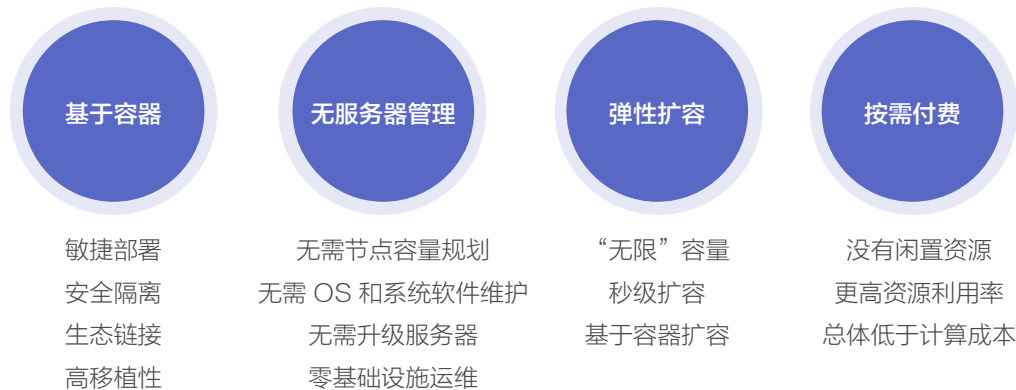 基于容器
敏捷部署
安全隔离
生态链接
高移植性
无服务器管理
无需节点容量规划
无需 OS 和系统软件维护
无需升级服务器
零基础设施运维
弹性扩容
“无限”容量
秒级扩容
基于容器扩容
按需付费
没有闲置资源
更高资源利用率
总体低于计算成本